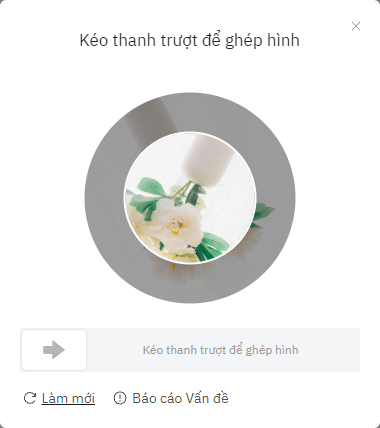 Kéo thanh trượt để ghép hình
Kéo thanh trượt để ghép hình
Làm mới
Báo cáo Vấn đề